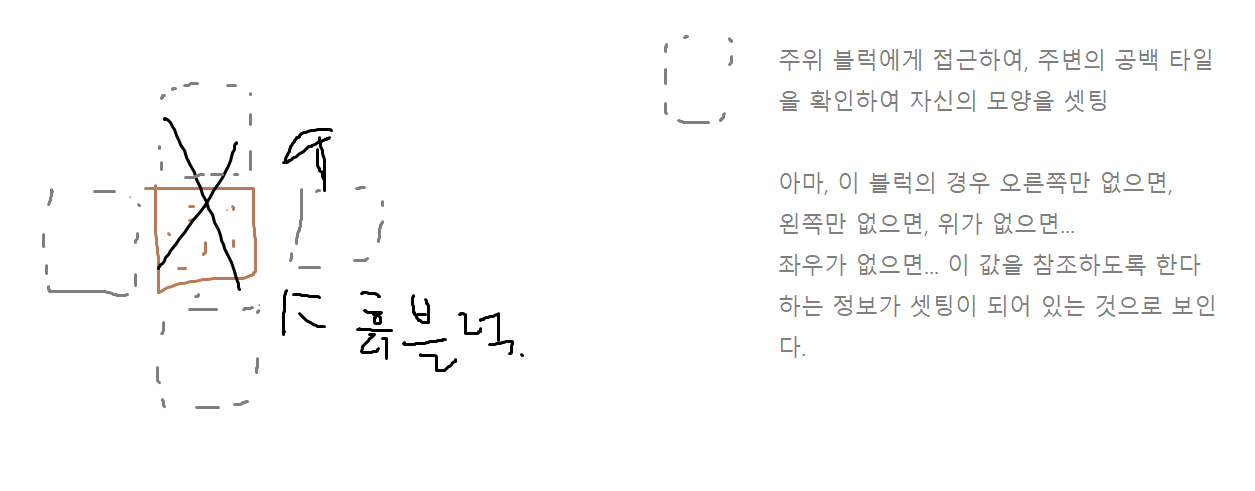 주위 블럭에게 접근하여, 주변의 공백 타일
을 확인하여 자신의 모양을 셋팅
아마, 이 블럭의 경우 오른쪽만 없으면,
왼쪽만 없으면, 위가 없으면...
좌우가 없으면... 이 값을 참조하도록 한다
하는 정보가 셋팅이 되어 있는 것으로 보인
다.
흙블럭.